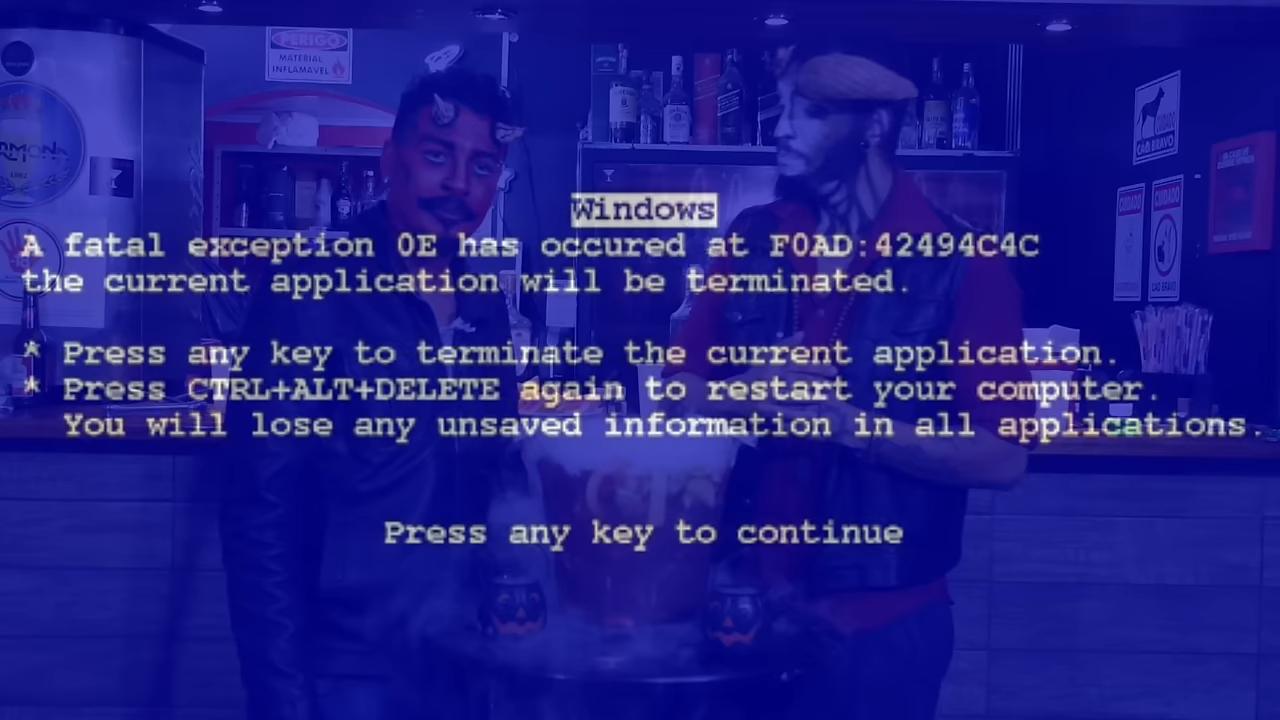 PERIGO
MATERIAL
INFLAMÁVEL
CÃO BRAVO
CUIDADO
CUIDADO
CÃO BRAVO
1982
Windows
A fatal exception 0E has occured at F0AD:42494C4C
the current application will be terminated.
* Press any key to terminate the current application.
* Press CTRL+ALT+DELETE again to restart your computer.
You will lose any unsaved information in all applications.
Press any key to continue